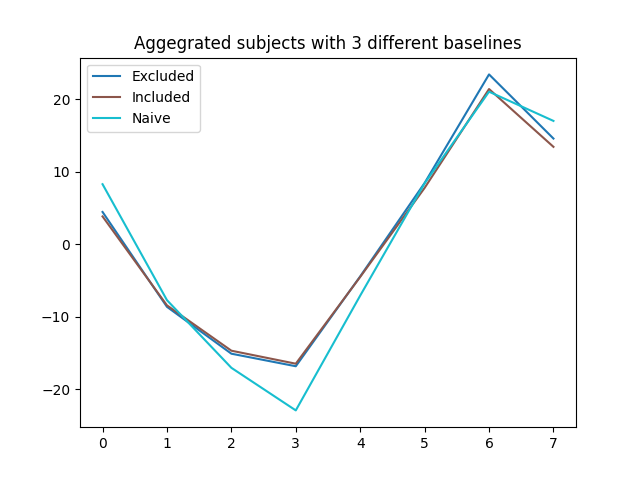 Aggegrated subjects with 3 different baselines
Excluded
Included
Naive
20
10
0
−10
−20
0 1 2 3 4 5 6 7